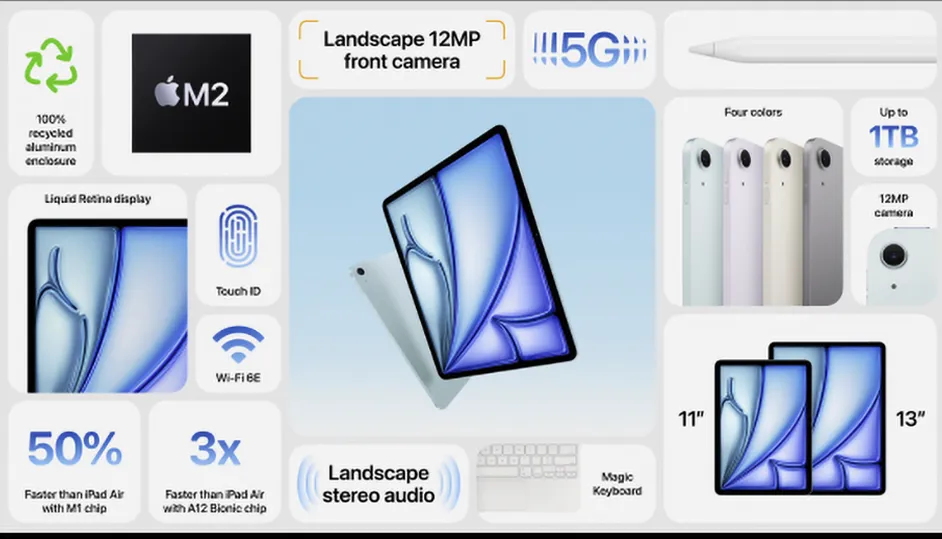 100%
recycled
aluminum
enclosure
M2
Landscape 12MP
front camera
5G
Four colors
Up to
1TB
storage
Liquid Retina display
Touch ID
12MP
camera
Wi-Fi 6E
11”
13”
50%
Faster than iPad Air
with M1 chip
3x
Faster than iPad Air
with A12 Bionic chip
Landscape
stereo audio
Magic
Keyboard